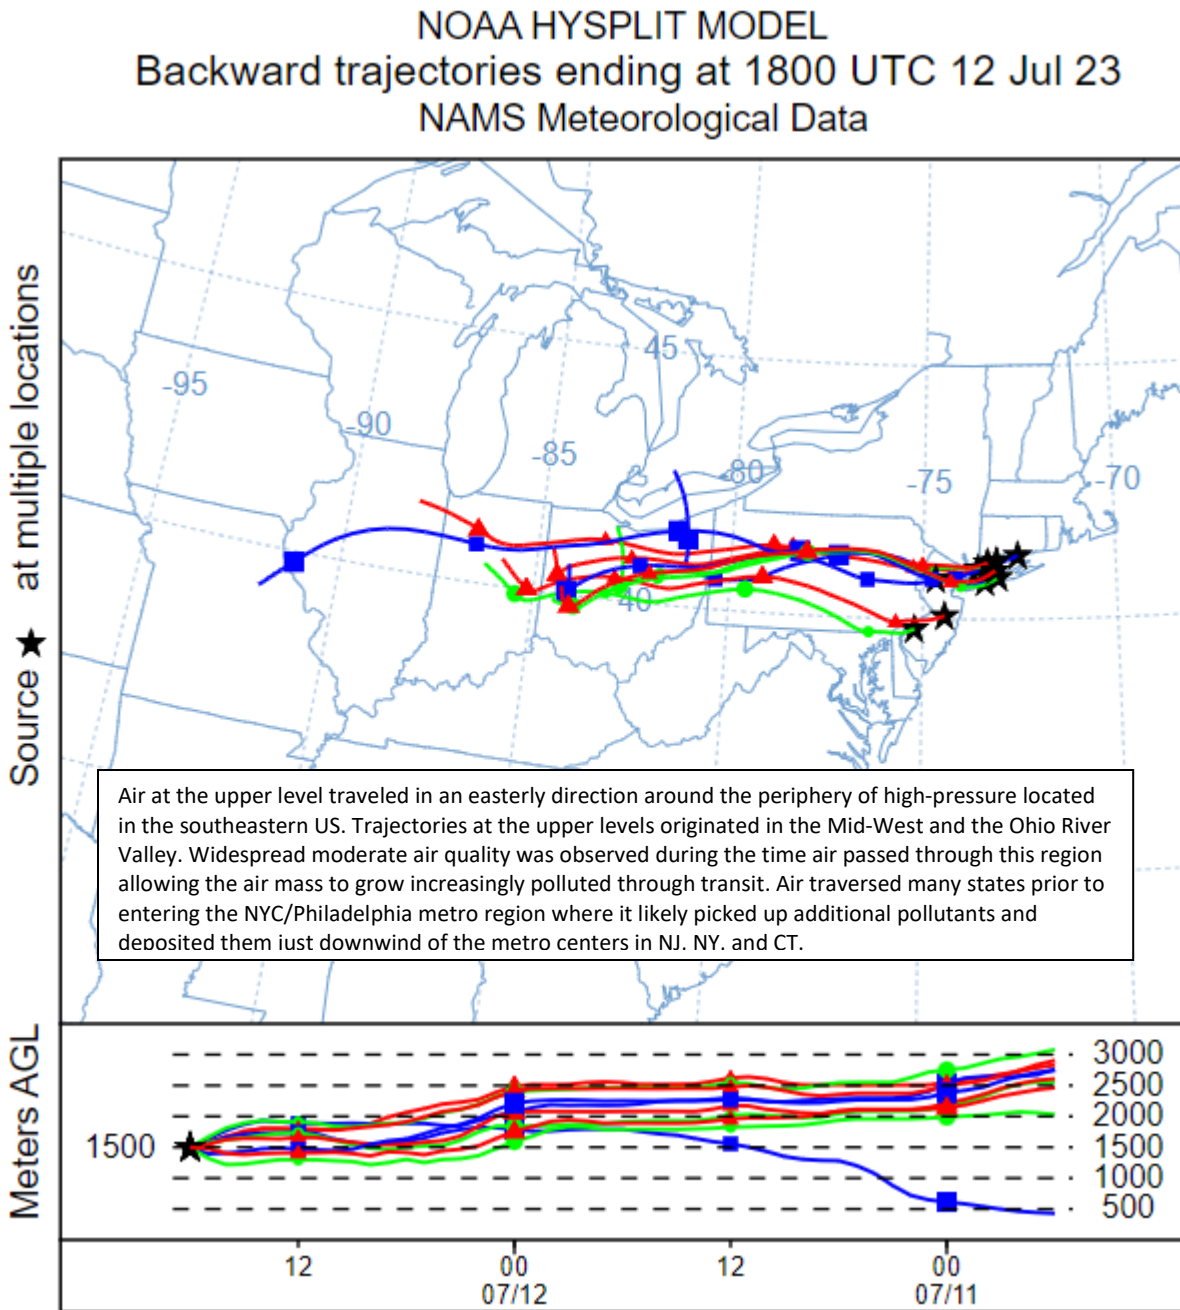 NOAA HYSPLIT MODEL
Backward trajectories ending at 1800 UTC 12 Jul 23
NAMS Meteorological Data
Source ★ at multiple locations
45
-95
-90
-85
-80
-75
-70
40
Air at the upper level traveled in an easterly direction around the periphery of high-pressure located
in the southeastern US. Trajectories at the upper levels originated in the Mid-West and the Ohio River
Valley. Widespread moderate air quality was observed during the time air passed through this region
allowing the air mass to grow increasingly polluted through transit. Air traversed many states prior to
entering the NYC/Philadelphia metro region where it likely picked up additional pollutants and
deposited them just downwind of the metro centers in NJ, NY, and CT.
Meters AGL
1500
3000
2500
2000
1500
1000
500
12 00 12 00
07/12 07/11